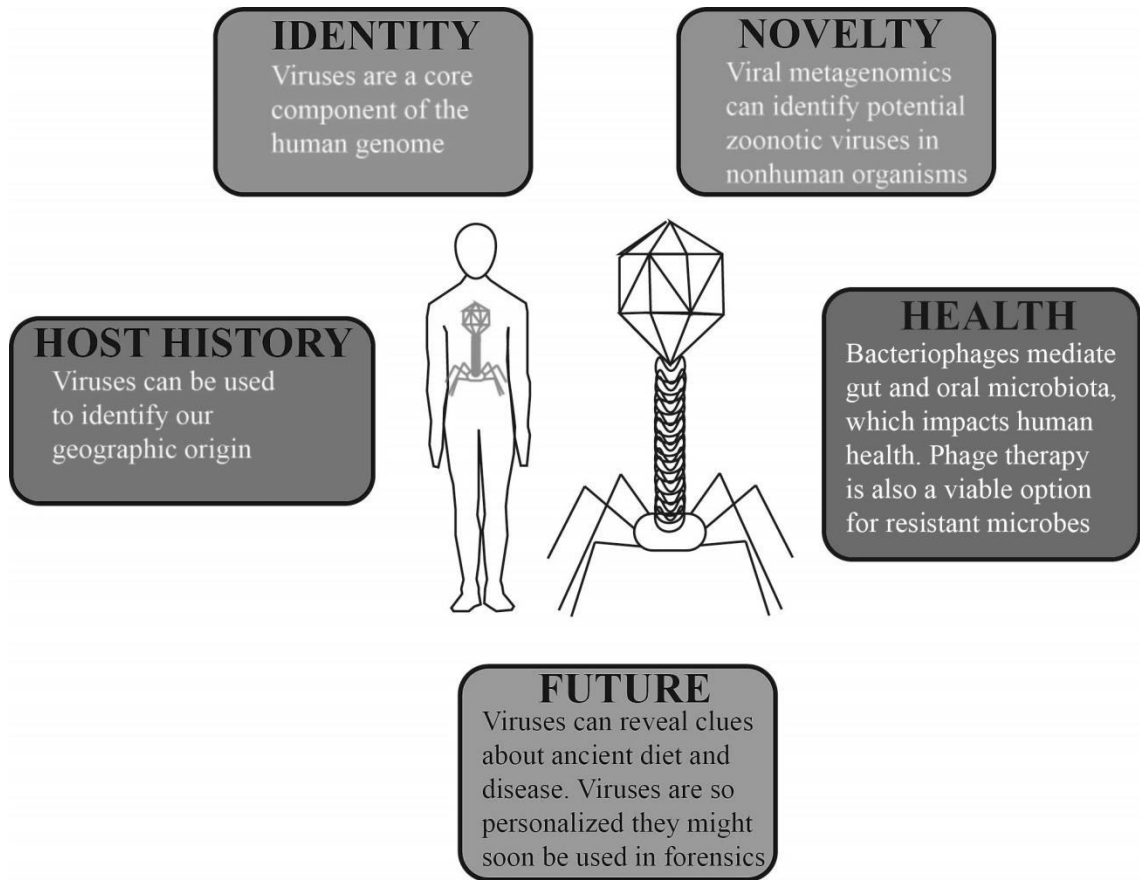 IDENTITY
Viruses are a core
component of the
human genome
NOVELTY
Viral metagenomics
can identify potential
zoonotic viruses in
nonhuman organisms
HOST HISTORY
Viruses can be used
to identify our
geographic origin
HEALTH
Bacteriophages mediate
gut and oral microbiota,
which impacts human
health. Phage therapy
is also a viable option
for resistant microbes
FUTURE
Viruses can reveal clues
about ancient diet and
disease. Viruses are so
personalized they might
soon be used in forensics